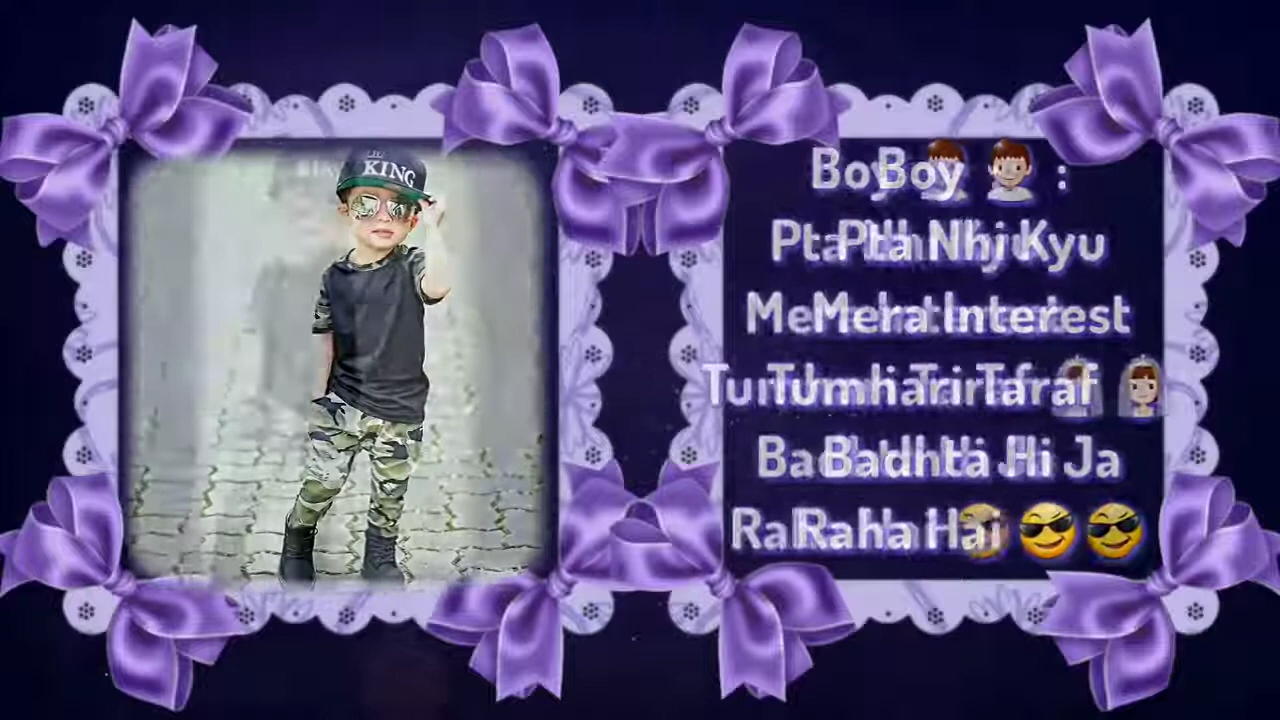 KING
Boy 👦 :
Pta Nhi Kyu
Mera Interest
Tumhari Taraf 👰
Badhta Hi Ja
Raha Hai 😎 😎